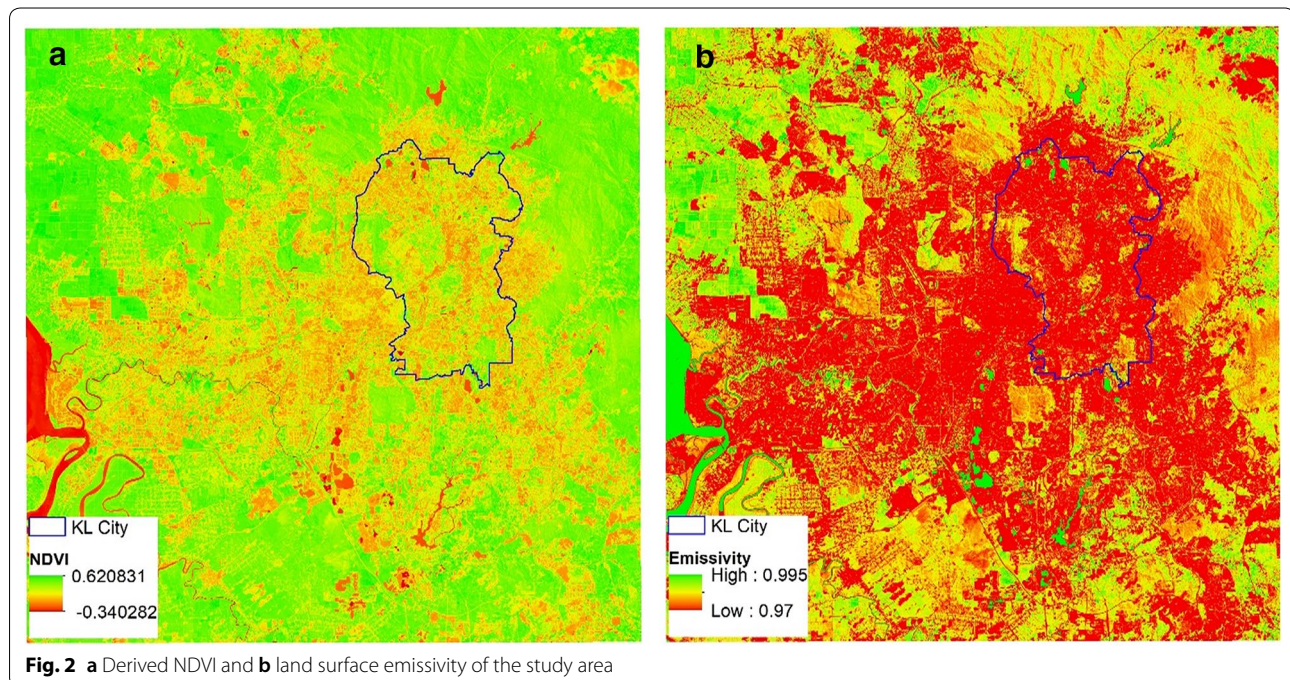 a
KL City
NDVI
0.620831
-0.340282
b
KL City
Emissivity
High : 0.995
Low : 0.97
Fig. 2 a Derived NDVI and b land surface emissivity of the study area